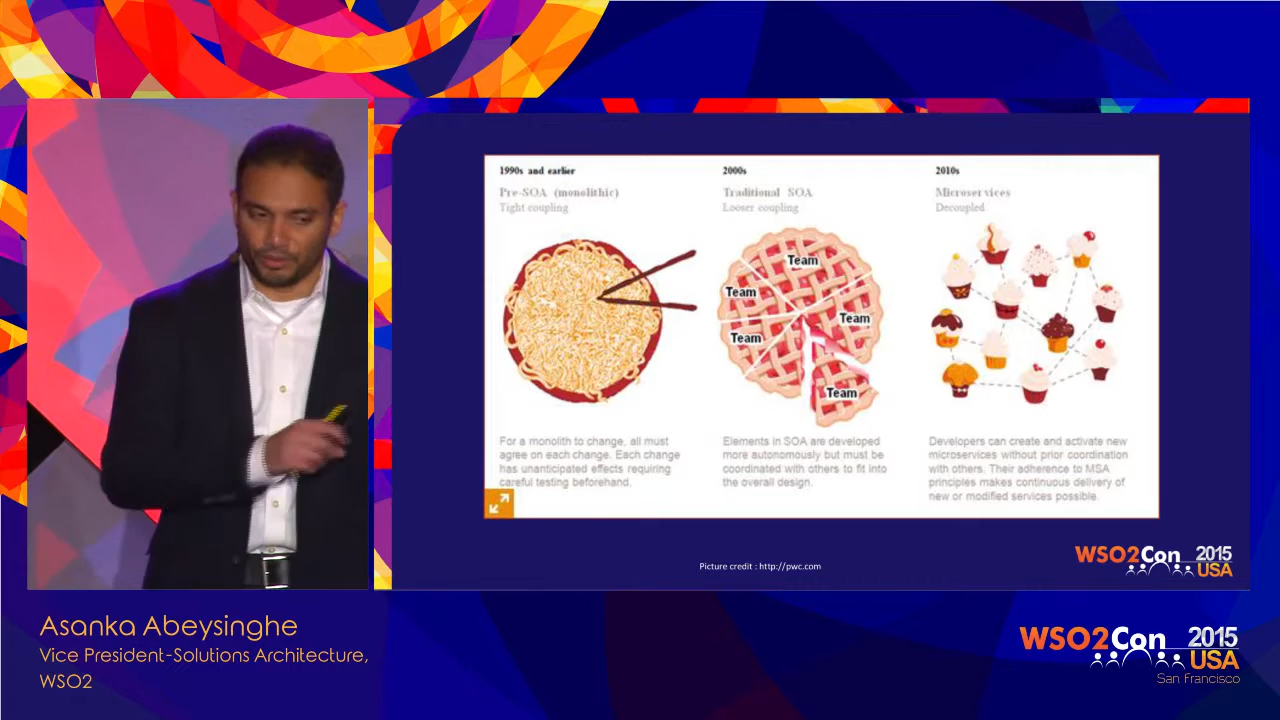 1990s and earlier
Pre-SOA (monolithic)
Tight coupling
2000s
Traditional SOA
Looser coupling
2010s
Microservices
Decoupled
Team
Team
Team
Team
Team
For a monolith to change, all must
agree on each change. Each change
has unanticipated effects requiring
careful testing beforehand.
Elements in SOA are developed
more autonomously but must be
coordinated with others to fit into
the overall design.
Developers can create and activate new
microservices without prior coordination
with others. Their adherence to MSA
principles makes continuous delivery of
new or modified services possible.
Picture credit : http://pwc.com
WSO2Con 2015
USA
Asanka Abeysinghe
Vice President-Solutions Architecture,
WSO2
WSO2Con 2015
USA
San Francisco